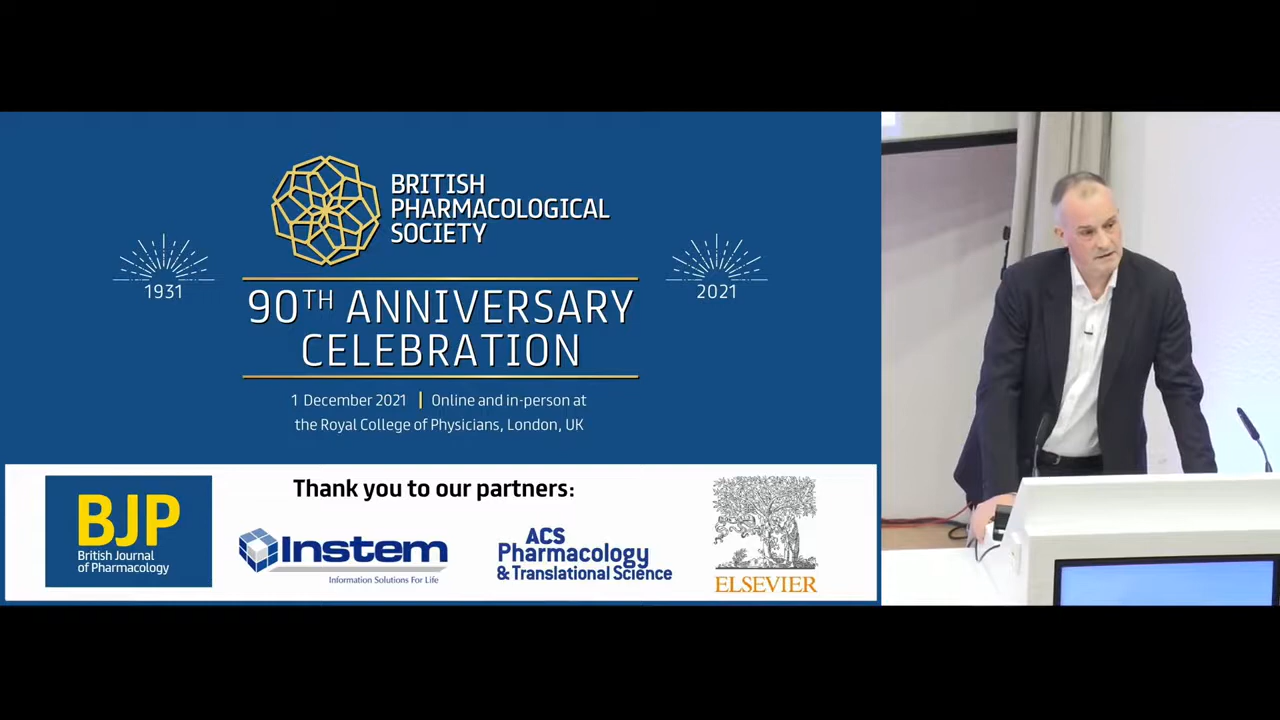 BRITISH
PHARMACOLOGICAL
SOCIETY
1931
2021
90TH ANNIVERSARY
CELEBRATION
1 December 2021 | Online and in-person at
the Royal College of Physicians, London, UK
Thank you to our partners:
BJP
British Journal
of Pharmacology
Instem
Information Solutions For Life
ACS
Pharmacology
& Translational Science
ELSEVIER